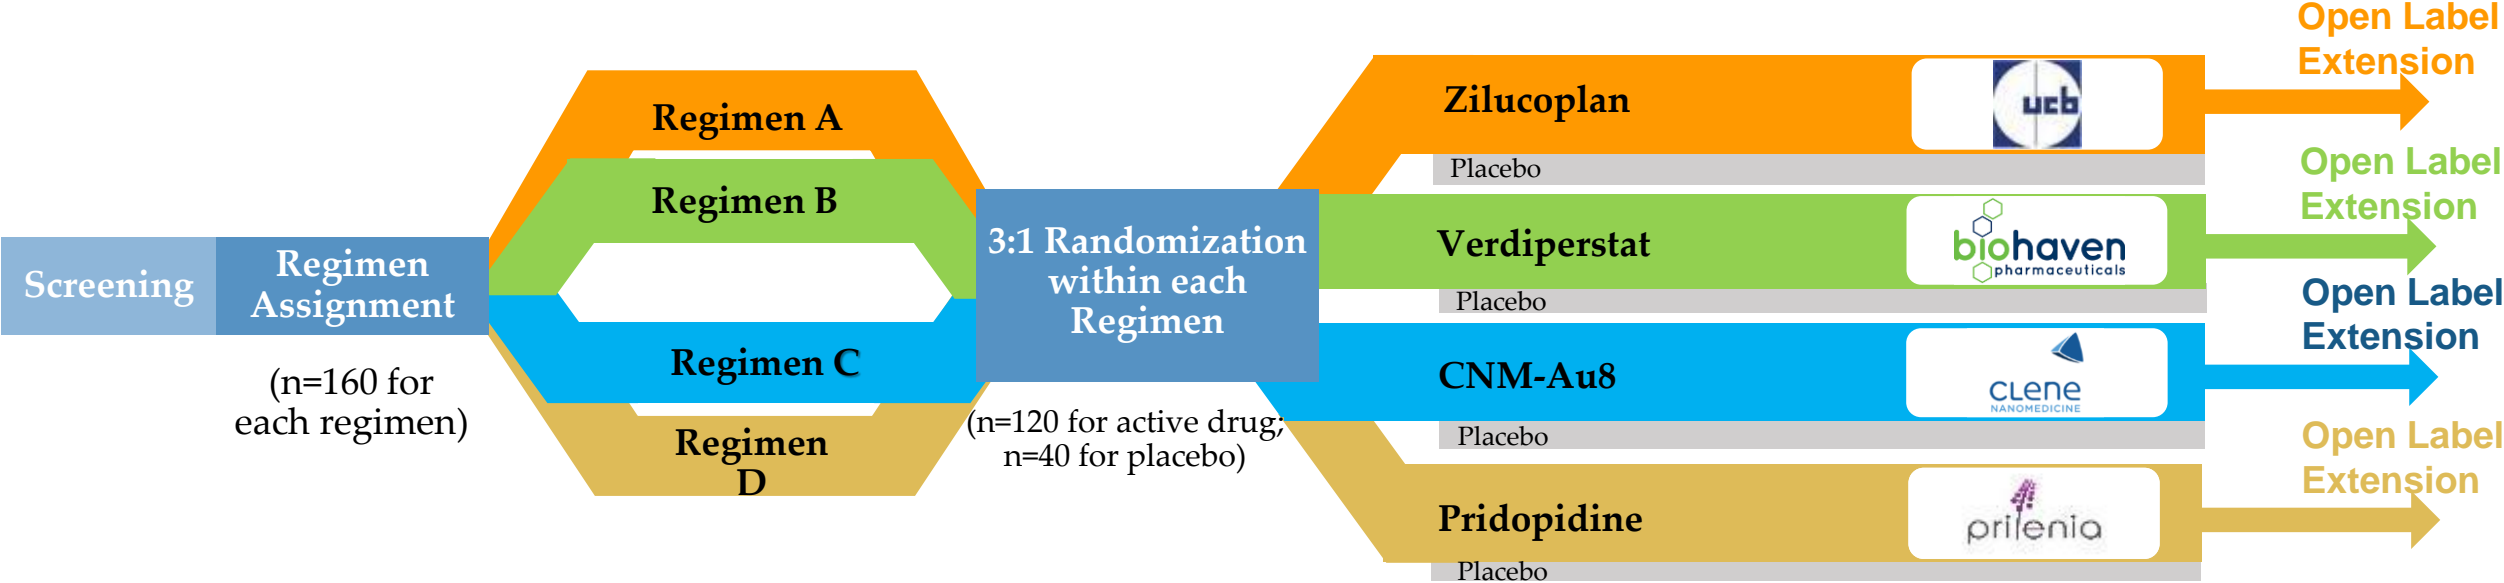 Screening
Regimen
Assignment
(n=160 for
each regimen)
Regimen A
Regimen B
Regimen C
Regimen
D
3:1 Randomization
within each
Regimen
(n=120 for active drug;
n=40 for placebo)
Zilucoplan
ucb
Placebo
Open Label
Extension
Verdiperstat
biohaven
pharmaceuticals
Placebo
Open Label
Extension
CNM-Au8
CLENE
NANOMEDICINE
Placebo
Open Label
Extension
Pridopidine
prilenia
Placebo
Open Label
Extension